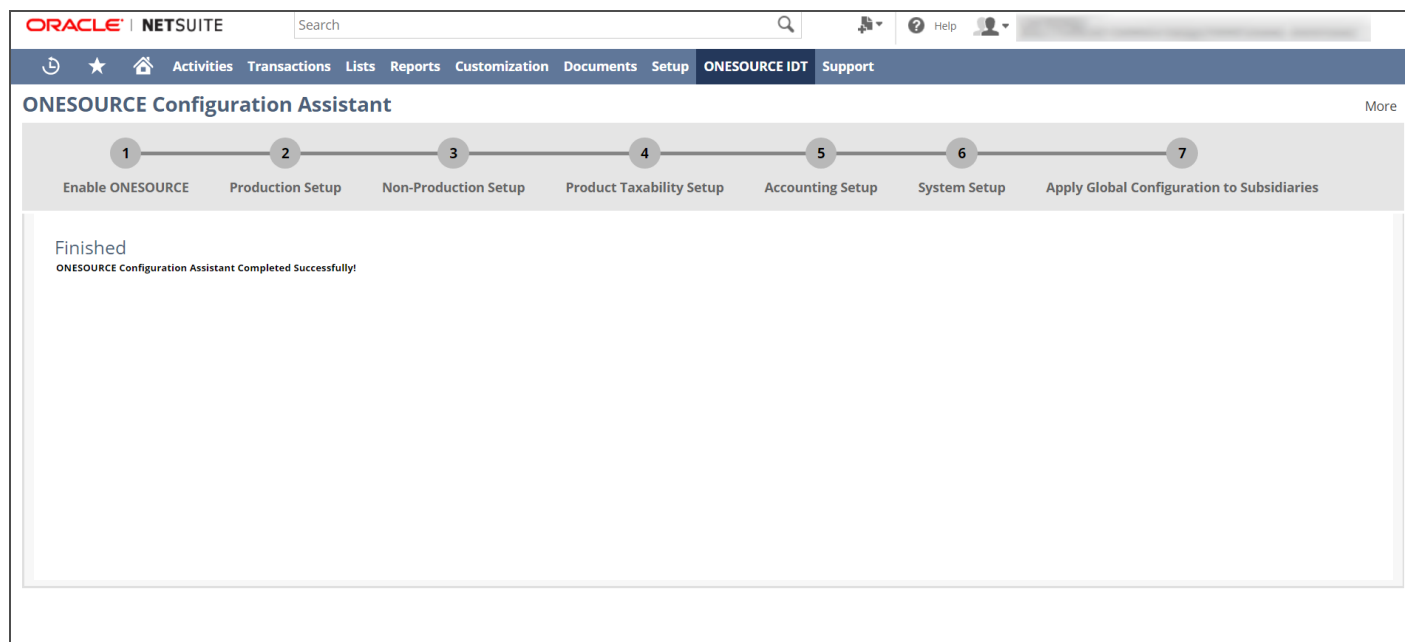 ORACLE | NETSUITE Search Help
Activities Transactions Lists Reports Customization Documents Setup ONESOURCE IDT Support
ONESOURCE Configuration Assistant More
1 2 3 4 5 6 7
Enable ONESOURCE Production Setup Non-Production Setup Product Taxability Setup Accounting Setup System Setup Apply Global Configuration to Subsidiaries
Finished
ONESOURCE Configuration Assistant Completed Successfully!